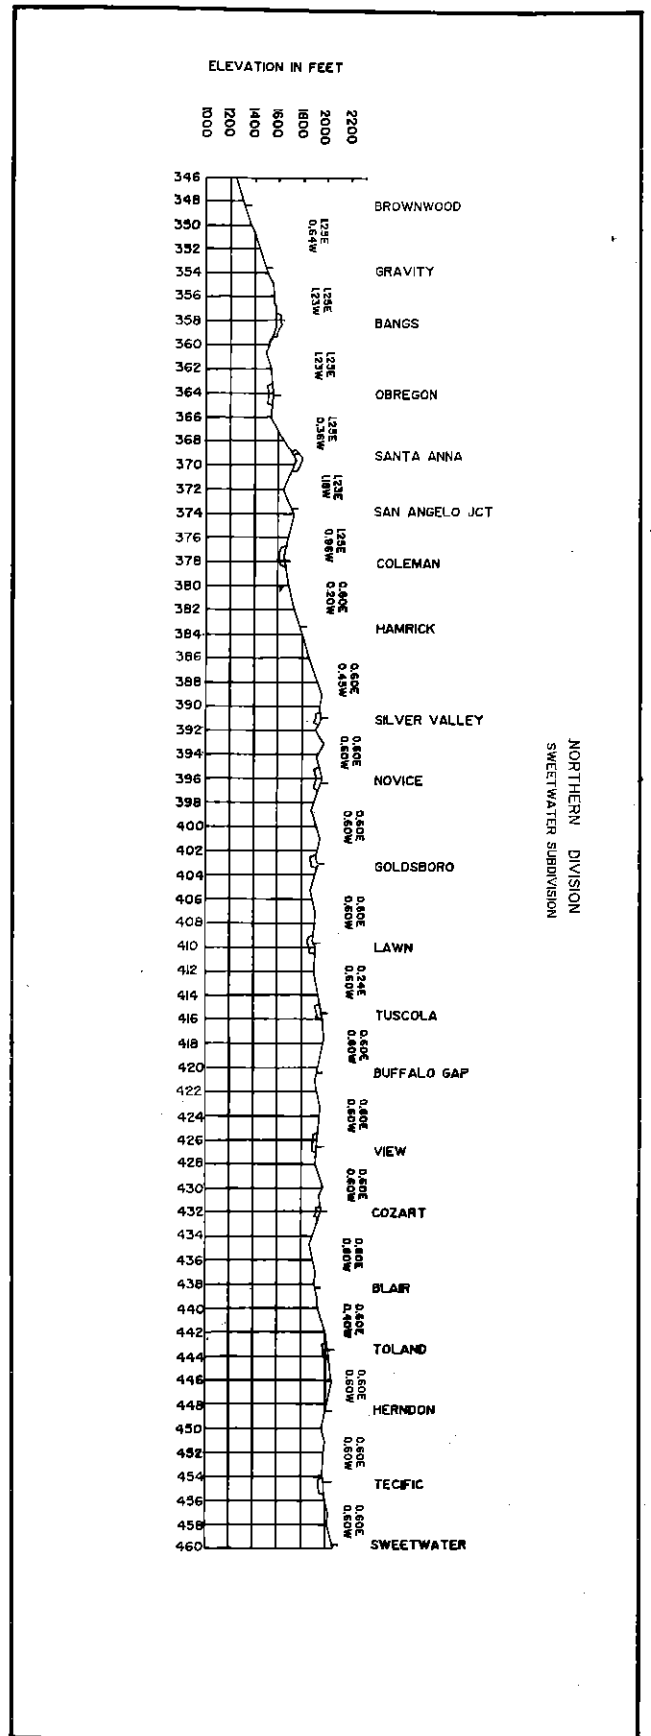 ELEVATION IN FEET
1000 1200 1400 1600 1800 2000 2200
346
348
350
352
354
356
358
360
362
364
366
368
370
372
374
376
378
380
382
384
386
388
390
392
394
396
398
400
402
404
406
408
410
412
414
416
418
420
422
424
426
428
430
432
434
436
438
440
442
444
446
448
450
452
454
456
458
460
1.25E
0.64W
1.25E
1.23W
1.25E
1.23W
1.25E
0.36W
1.23E
1.18W
1.25E
0.96W
0.60E
0.20W
0.60E
0.45W
0.60E
0.60W
0.60E
0.60W
0.60E
0.60W
0.24E
0.60W
0.60E
0.60W
0.60E
0.60W
0.60E
0.60W
0.60E
0.60W
0.60E
0.40W
0.60E
0.60W
0.60E
0.60W
0.60E
0.60W
BROWNWOOD
GRAVITY
BANGS
OBREGON
SANTA ANNA
SAN ANGELO JCT
COLEMAN
HAMRICK
SILVER VALLEY
NOVICE
GOLDSBORO
LAWN
TUSCOLA
BUFFALO GAP
VIEW
COZART
BLAIR
TOLAND
HERNDON
TECIFIC
SWEETWATER
NORTHERN DIVISION
SWEETWATER SUBDIVISION